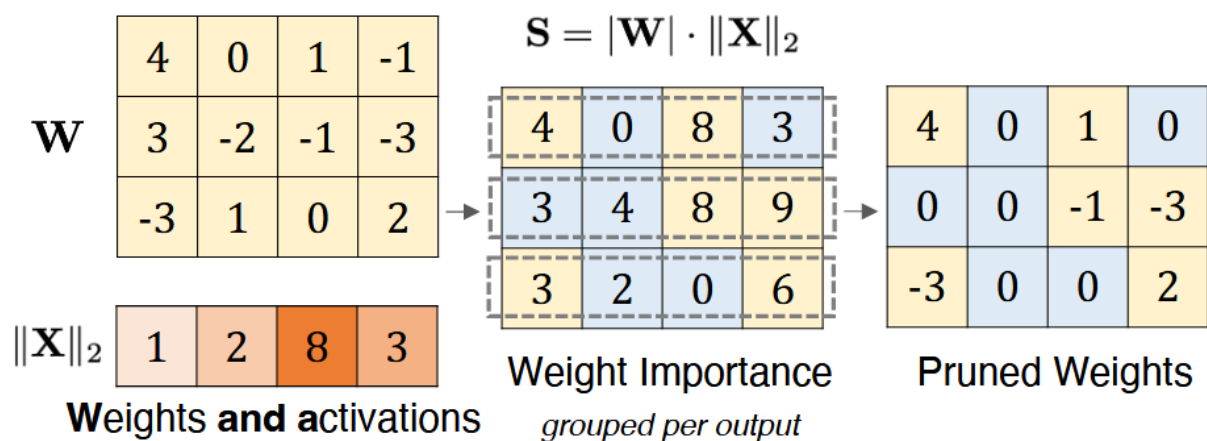 W
4 0 1 -1
3 -2 -1 -3
-3 1 0 2
‖X‖₂ 1 2 8 3
Weights and activations
S = |W| · ‖X‖₂
4 0 8 3
3 4 8 9
3 2 0 6
Weight Importance
grouped per output
4 0 1 0
0 0 -1 -3
-3 0 0 2
Pruned Weights